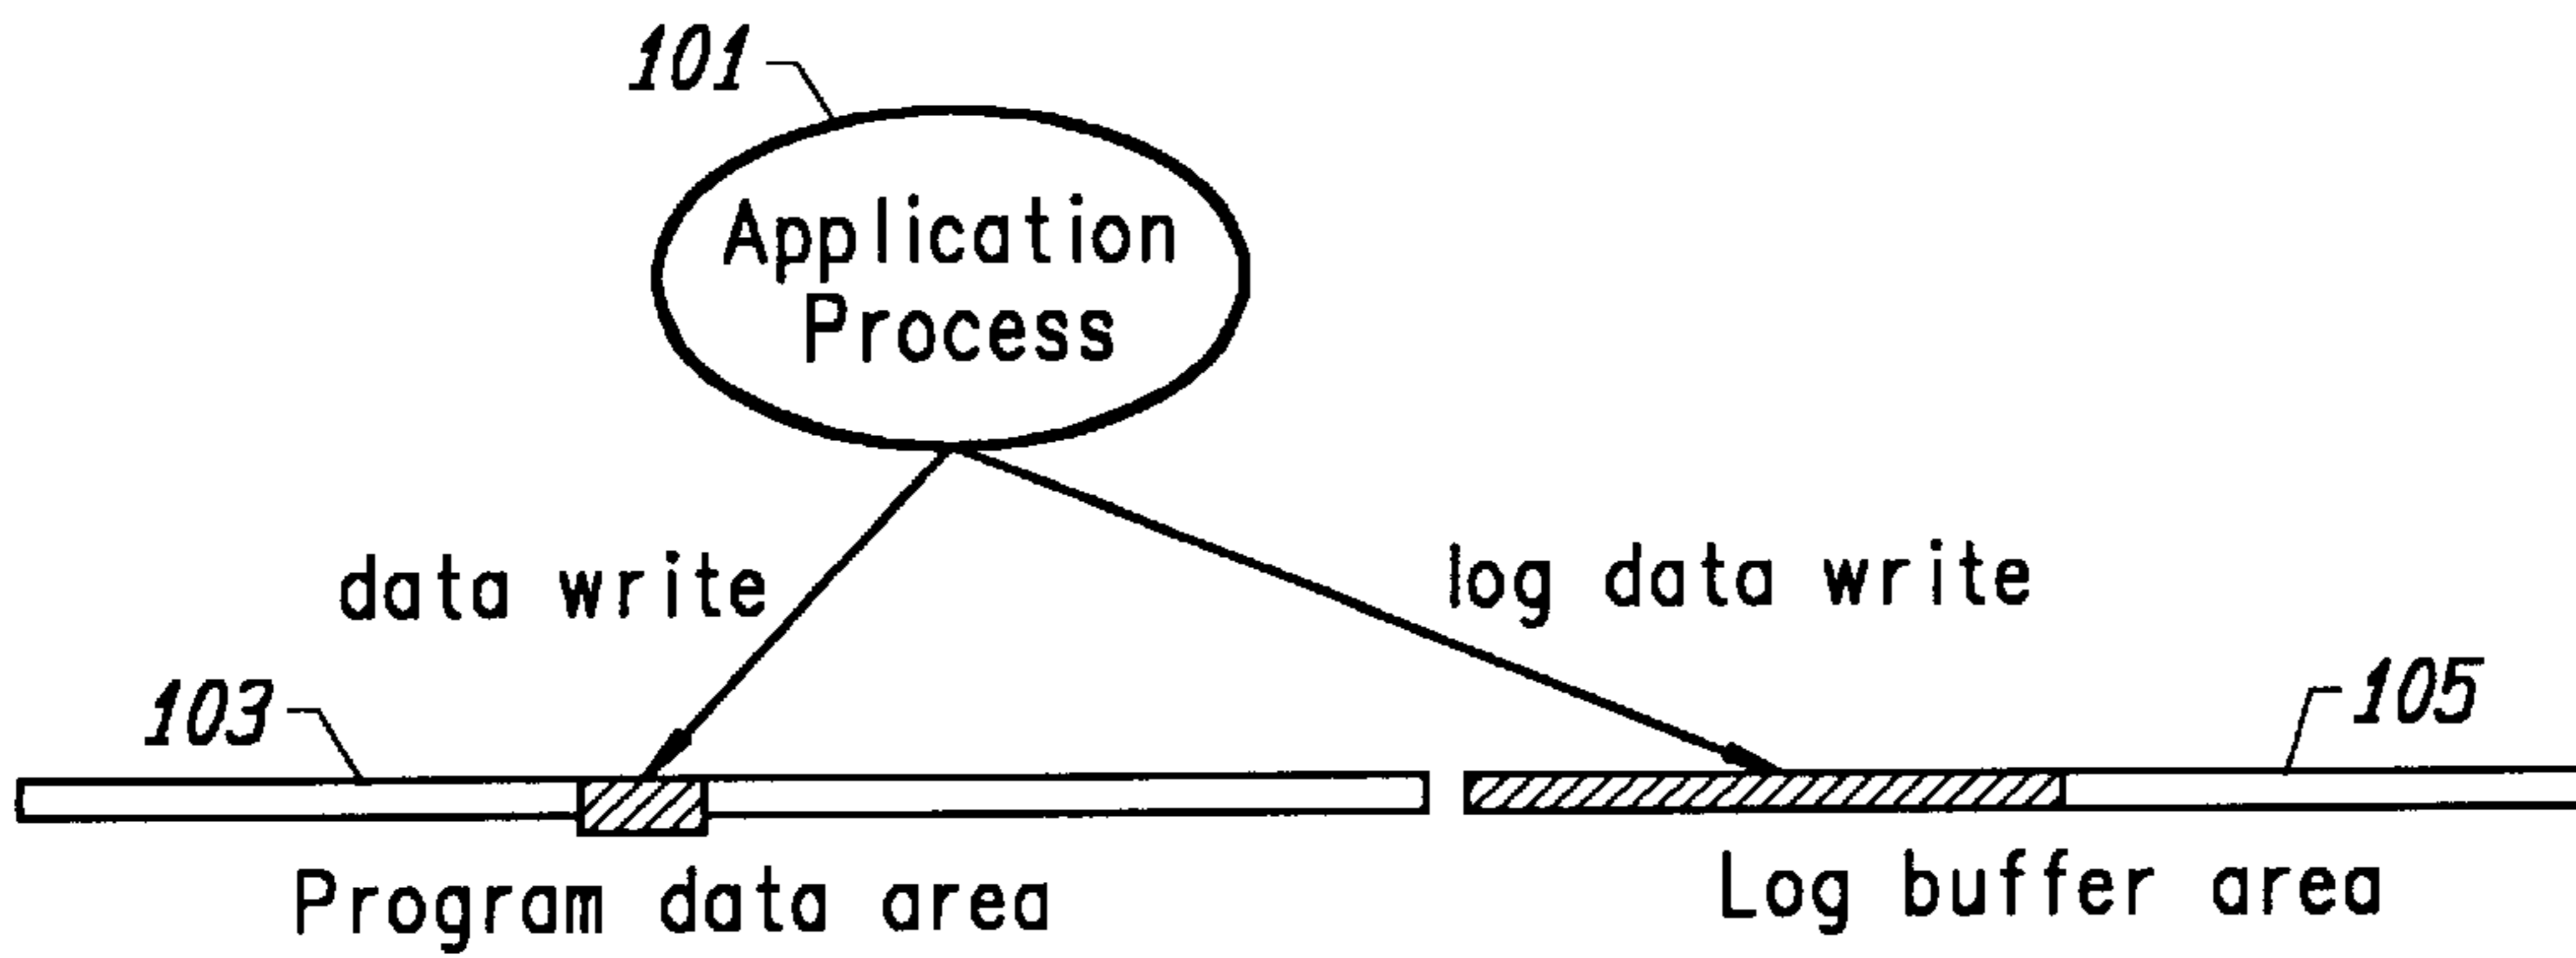 101
Application
Process
data write
log data write
103
105
Program data area
Log buffer area